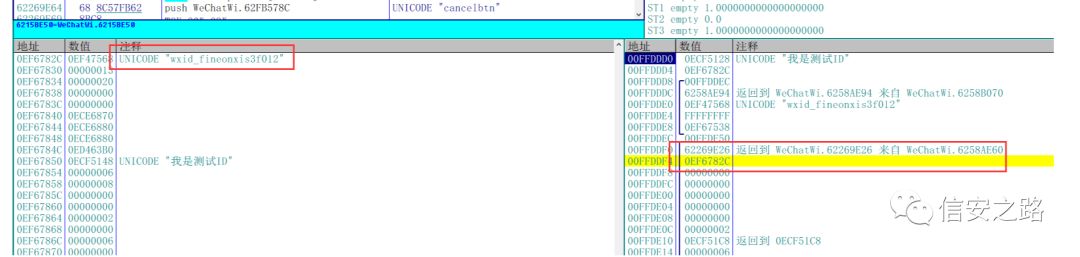 62269E64 68 8C57FB62 push WeChatWi.62FB578C UNICODE "cancelbtn"
62269E69 8BC8
ST1 empty 1.0000000000000000000
ST2 empty 0.0
ST3 empty 1.0000000000000000000
6215BE50=WeChatWi.6215BE50
地址 数值 注释
0EF6782C 0EF47568 UNICODE "wxid_fineonxis3f012"
0EF67830 00000013
0EF67834 00000020
0EF67838 00000000
0EF6783C 00000000
0EF67840 0ECE6870
0EF67844 0ECE6880
0EF67848 0ECE6880
0EF6784C 0ED463B0
0EF67850 0ECF5148 UNICODE "我是测试ID"
0EF67854 00000006
0EF67858 00000008
0EF6785C 00000000
0EF67860 00000000
0EF67864 00000002
0EF67868 00000000
0EF6786C 00000006
0EF67870 00000000
地址 数值 注释
00FFDDD0 0ECF5128 UNICODE "我是测试ID"
00FFDDD4 0EF6782C
00FFDDD8 00FFDDEC
00FFDDDC 6258AE94 返回到 WeChatWi.6258AE94 来自 WeChatWi.6258B070
00FFDDE0 0EF47568 UNICODE "wxid_fineonxis3f012"
00FFDDE4 FFFFFFFF
00FFDDE8 0EF67538
00FFDDEC 00FFDE50
00FFDDF0 62269E26 返回到 WeChatWi.62269E26 来自 WeChatWi.6258AE60
00FFDDF4 0EF6782C
00FFDDF8 00000000
00FFDDFC 00000000
00FFDE00 00000000
00FFDE04 00000000
00FFDE08 00000000
00FFDE0C 00000002
00FFDE10 0ECF51C8 返回到 0ECF51C8
00FFDE14 00000006
信安之路